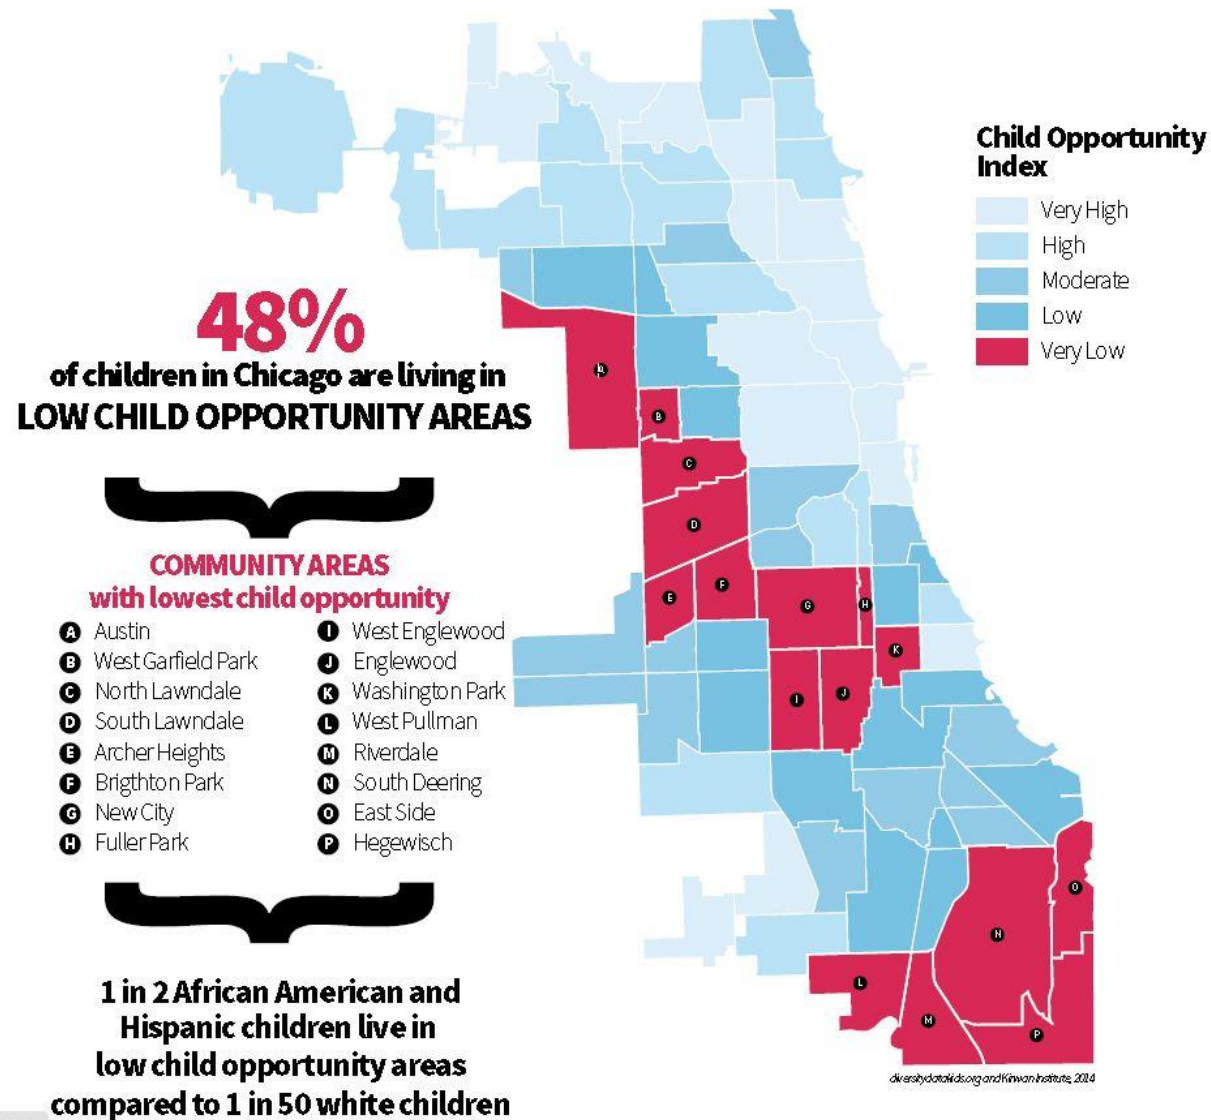 Child Opportunity
Index
Very High
High
Moderate
Low
Very Low
48%
of children in Chicago are living in
LOW CHILD OPPORTUNITY AREAS
COMMUNITY AREAS
with lowest child opportunity
A Austin
B West Garfield Park
C North Lawndale
D South Lawndale
E Archer Heights
F Brigthton Park
G New City
H Fuller Park
I West Englewood
J Englewood
K Washington Park
L West Pullman
M Riverdale
N South Deering
O East Side
P Hegewisch
1 in 2 African American and
Hispanic children live in
low child opportunity areas
compared to 1 in 50 white children
A
B
C
D
E
F
G
H
K
I
J
O
N
L
M
P
diversitydatakids.org and Kirwan Institute, 2014